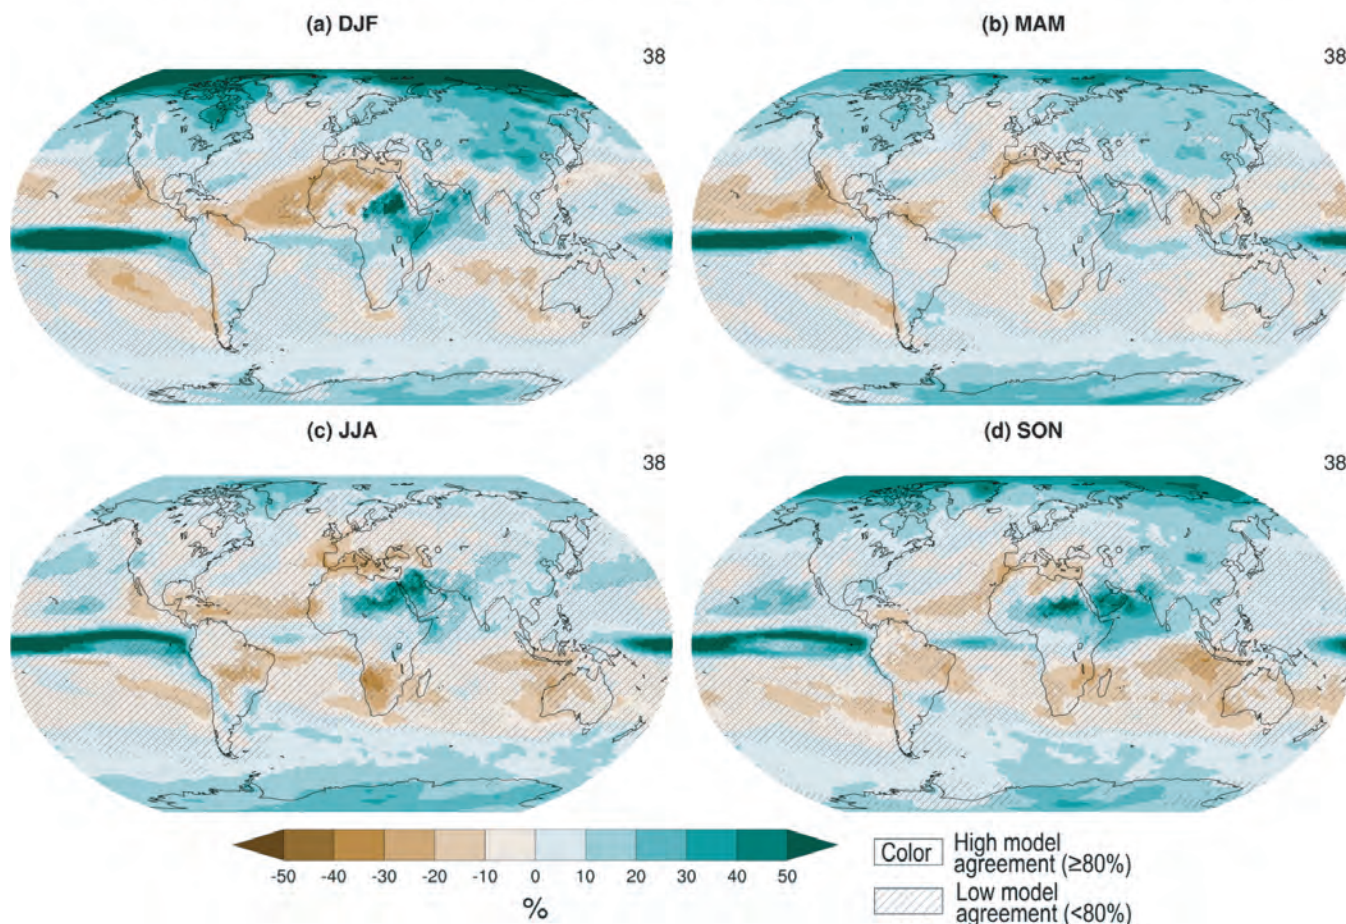 (a) DJF
(b) MAM
38
38
(c) JJA
(d) SON
38
38
-50 -40 -30 -20 -10 0 10 20 30 40 50
%
Color
High model
agreement (≥80%)
Low model
agreement (<80%)